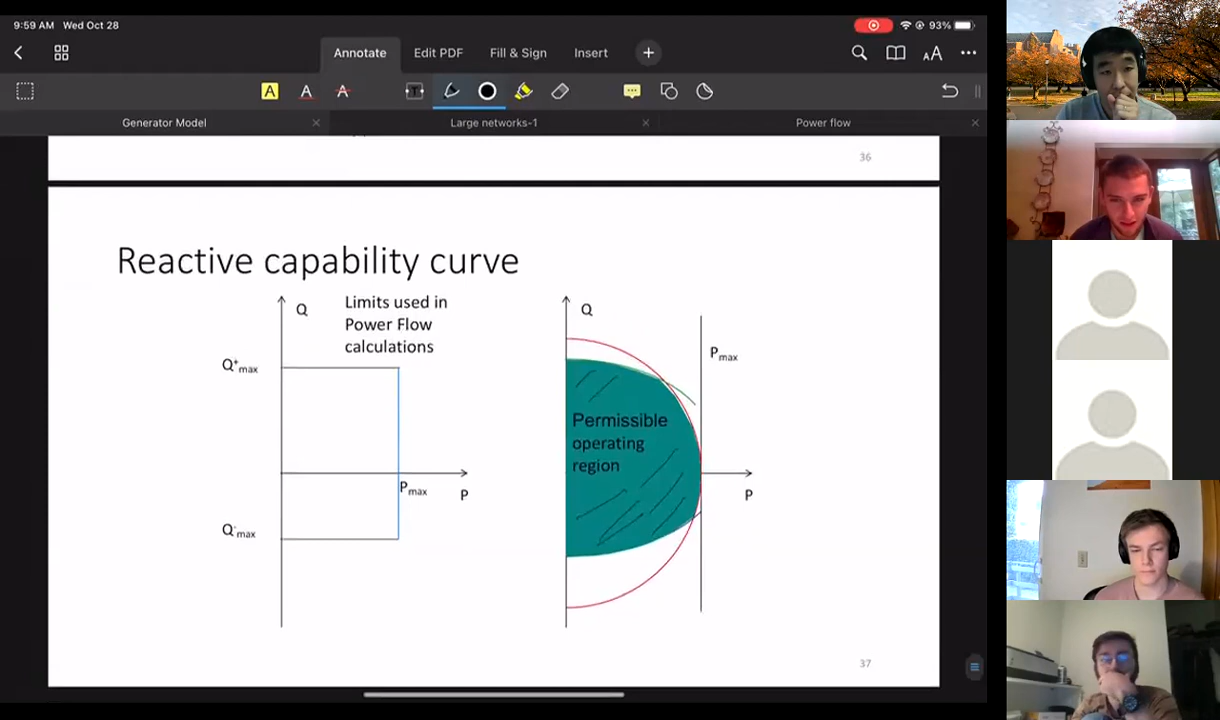 9:59 AM Wed Oct 28
93%
Annotate Edit PDF Fill & Sign Insert
AA
A A A T
Generator Model Large networks-1 Power flow
36
Reactive capability curve
Q
Limits used in
Power Flow
calculations
Q⁺max
Pmax
P
Q⁻max
Q
Pmax
Permissible
operating
region
P
37